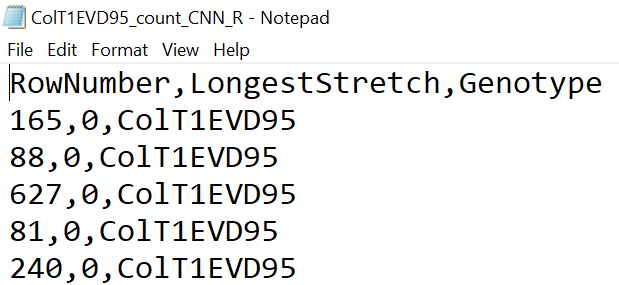 ColT1EVD95_count_CNN_R - Notepad
File Edit Format View Help
RowNumber,LongestStretch,Genotype
165,0,ColT1EVD95
88,0,ColT1EVD95
627,0,ColT1EVD95
81,0,ColT1EVD95
240,0,ColT1EVD95